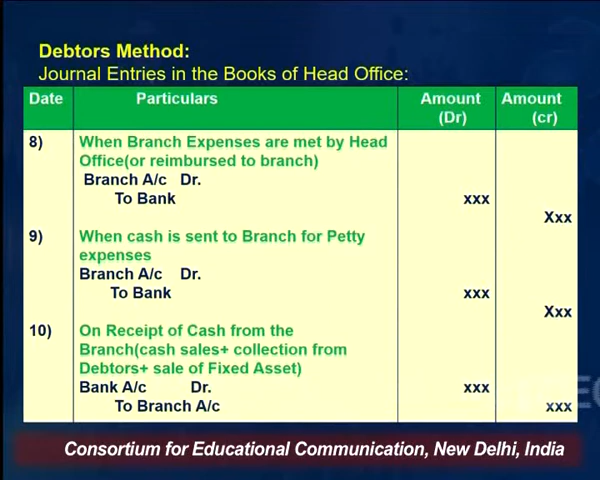 Debtors Method:
Journal Entries in the Books of Head Office:
Date Particulars Amount (Dr) Amount (cr)
8) When Branch Expenses are met by Head
Office(or reimbursed to branch)
Branch A/c Dr.
To Bank xxx
Xxx
9) When cash is sent to Branch for Petty
expenses
Branch A/c Dr.
To Bank xxx
Xxx
10) On Receipt of Cash from the
Branch(cash sales+ collection from
Debtors+ sale of Fixed Asset)
Bank A/c Dr. xxx
To Branch A/c xxx
Consortium for Educational Communication, New Delhi, India